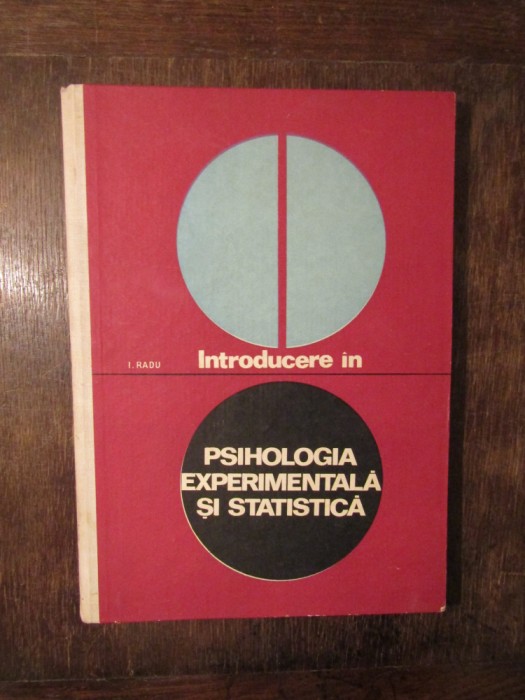 I. RADU
Introducere în
PSIHOLOGIA
EXPERIMENTALĂ
ȘI STATISTICĂ